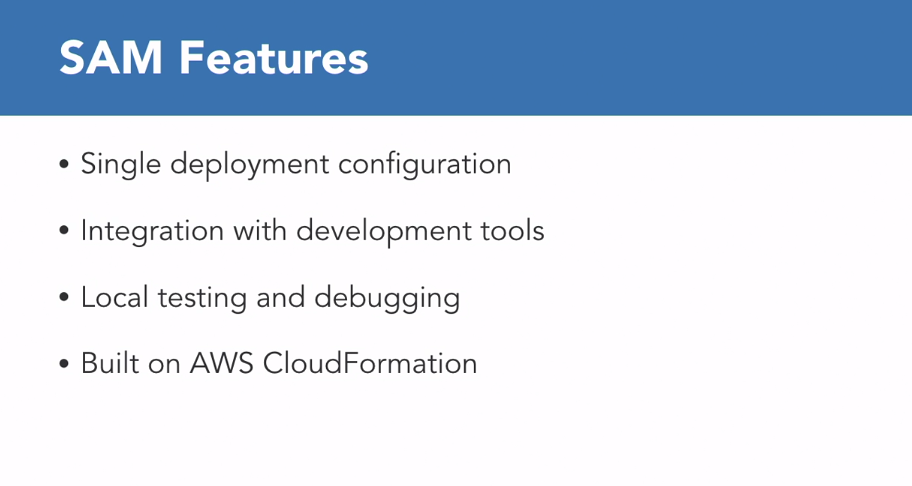 SAM Features
• Single deployment configuration
• Integration with development tools
• Local testing and debugging
• Built on AWS CloudFormation